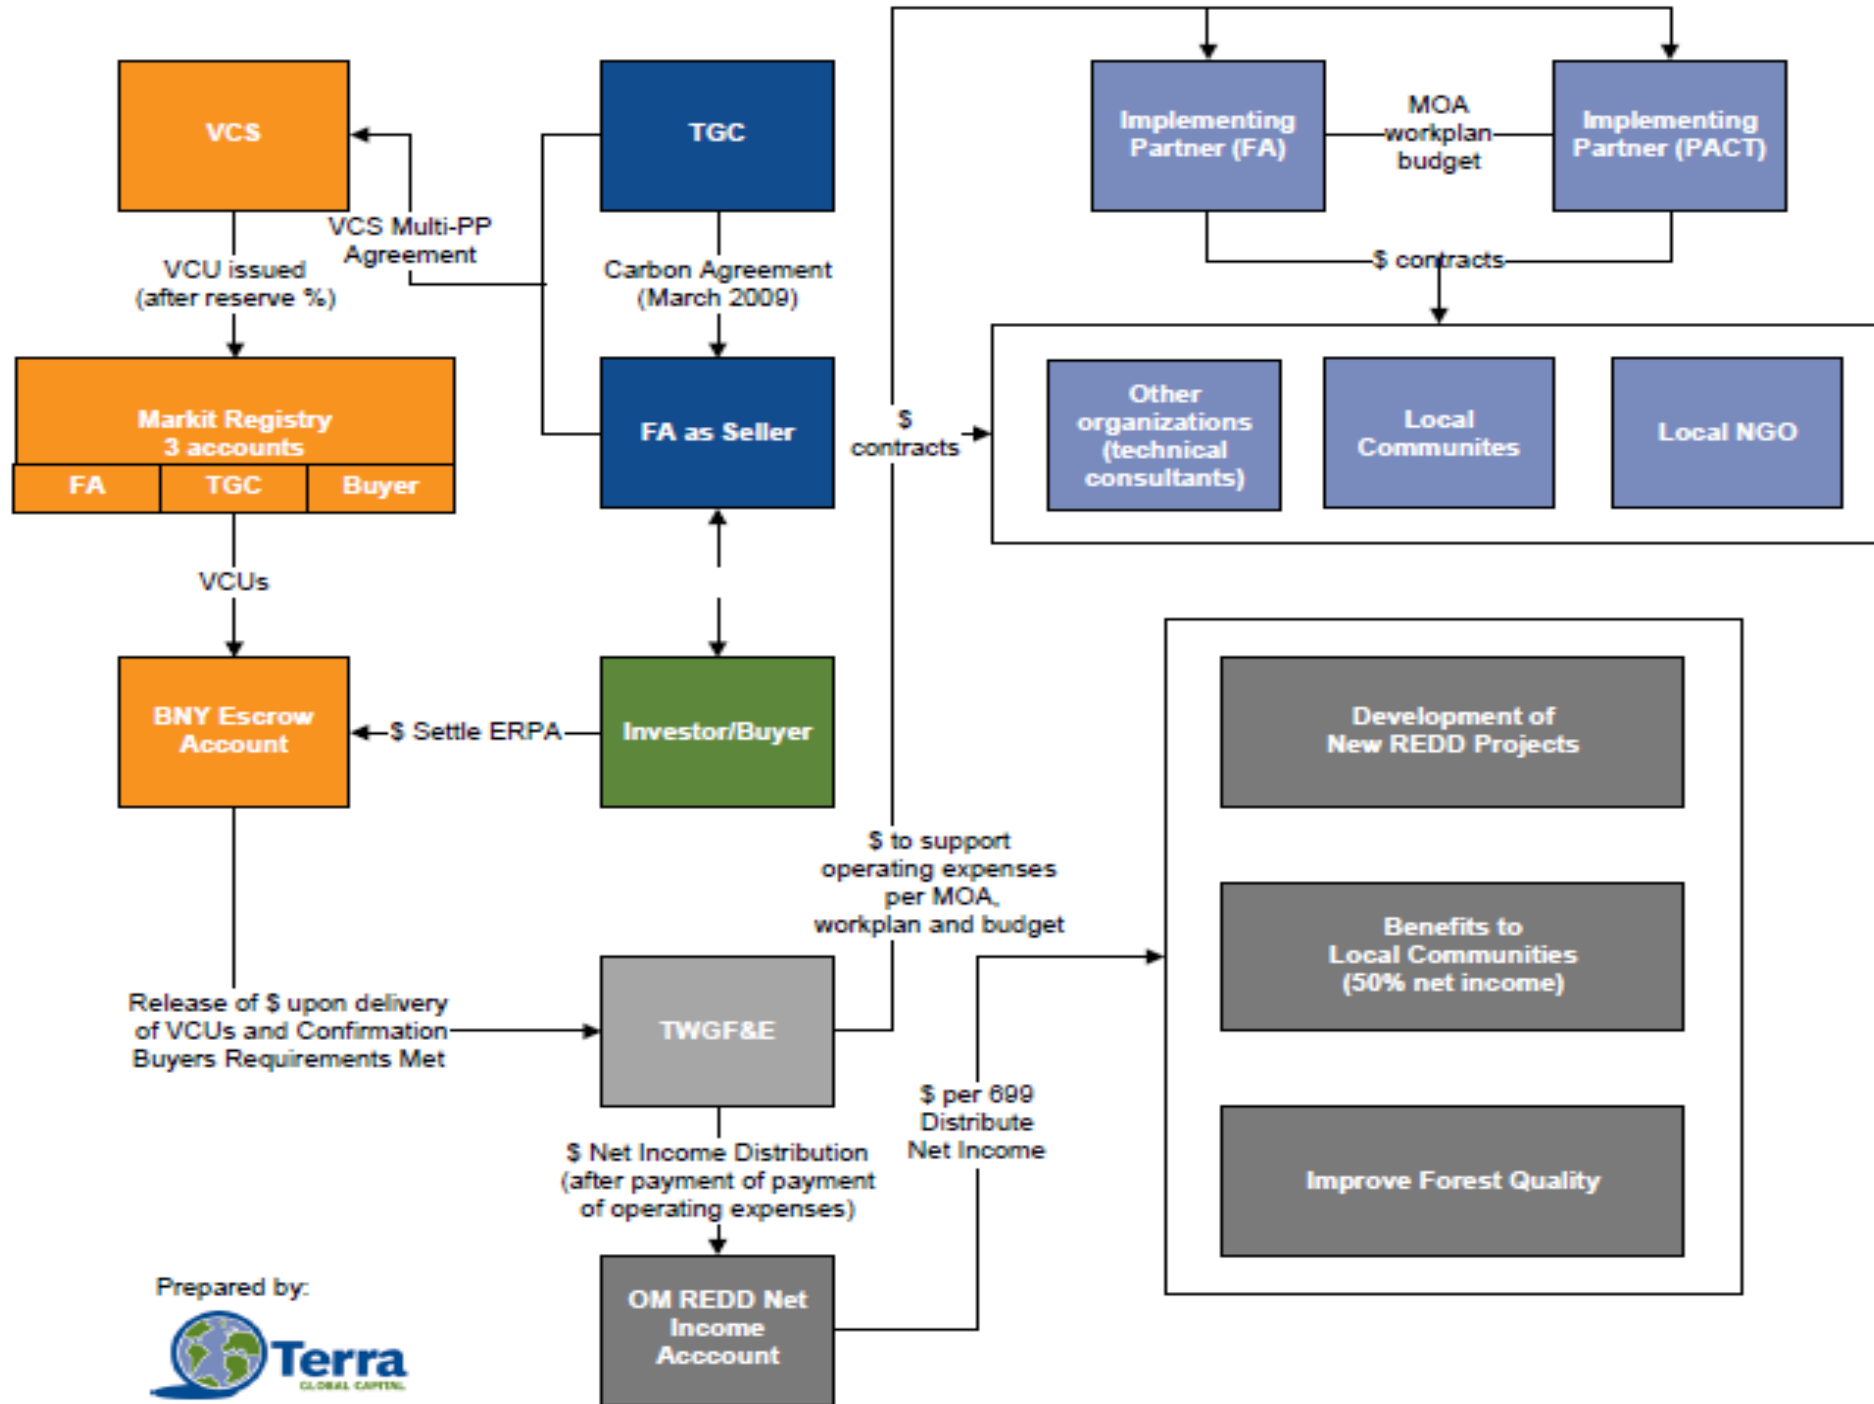 VCS
TGC
Implementing
Partner (FA)
MOA
workplan
budget
Implementing
Partner (PACT)
VCS Multi-PP
Agreement
VCU issued
(after reserve %)
Carbon Agreement
(March 2009)
$ contracts
Markit Registry
3 accounts
FA
TGC
Buyer
FA as Seller
$
contracts
Other
organizations
(technical
consultants)
Local
Communites
Local NGO
VCUs
BNY Escrow
Account
$ Settle ERPA
Investor/Buyer
Development of
New REDD Projects
$ to support
operating expenses
per MOA,
workplan and budget
Benefits to
Local Communities
(50% net income)
Release of $ upon delivery
of VCUs and Confirmation
Buyers Requirements Met
TWGF&E
$ per 699
Distribute
Net Income
$ Net Income Distribution
(after payment of payment
of operating expenses)
Improve Forest Quality
OM REDD Net
Income
Acccount
Prepared by:
Terra
GLOBAL CAPITAL